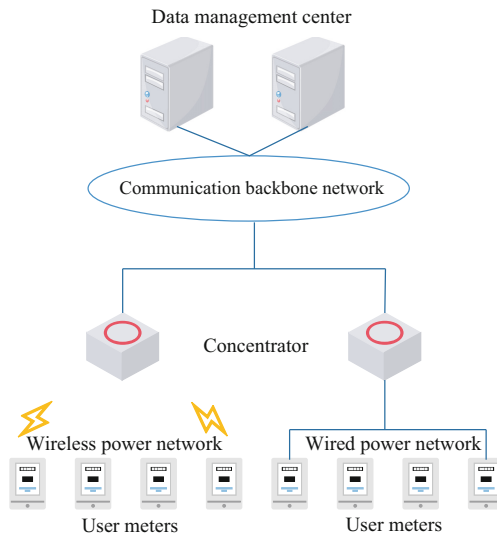 Data management center
Communication backbone network
Concentrator
Wireless power network
Wired power network
User meters
User meters